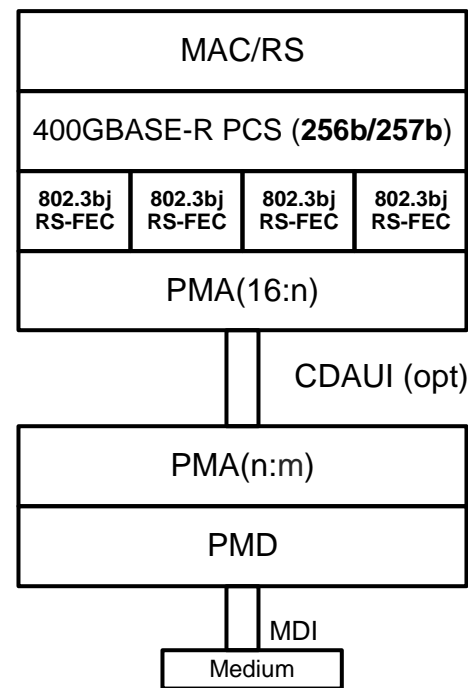 MAC/RS
400GBASE-R PCS (256b/257b)
802.3bj 802.3bj 802.3bj 802.3bj
RS-FEC RS-FEC RS-FEC RS-FEC
PMA(16:n)
CDAUI (opt)
PMA(n:m)
PMD
MDI
Medium